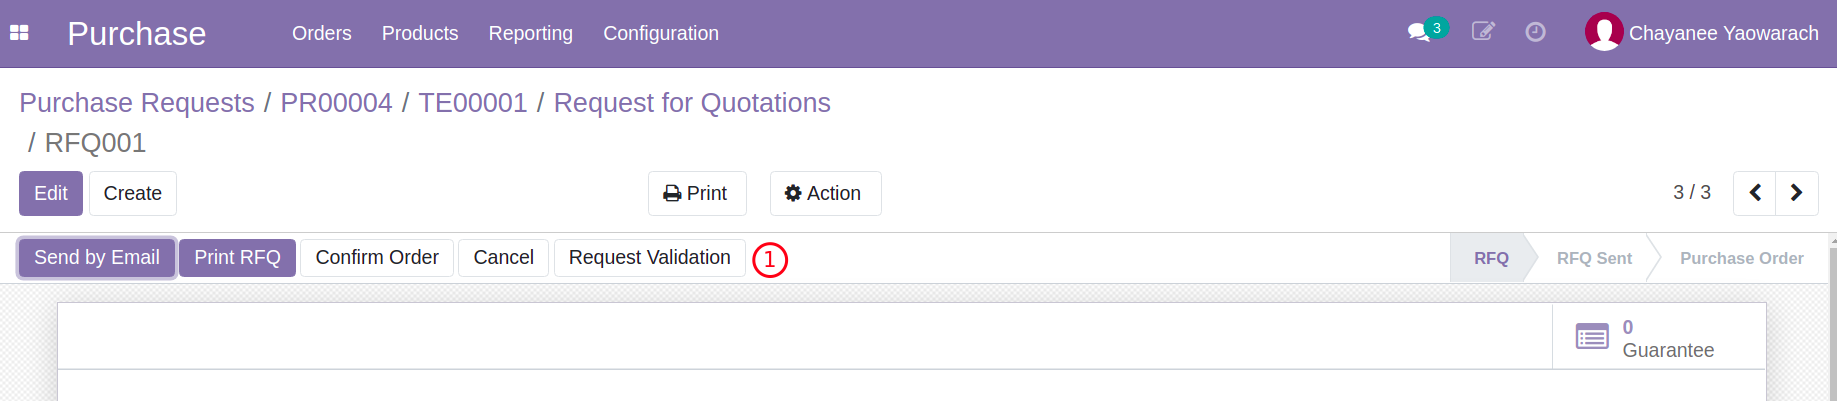 Purchase Orders Products Reporting Configuration 3 Chayanee Yaowarach
Purchase Requests / PR00004 / TE00001 / Request for Quotations
/ RFQ001
Edit Create Print Action 3 / 3
Send by Email Print RFQ Confirm Order Cancel Request Validation 1 RFQ RFQ Sent Purchase Order
0
Guarantee